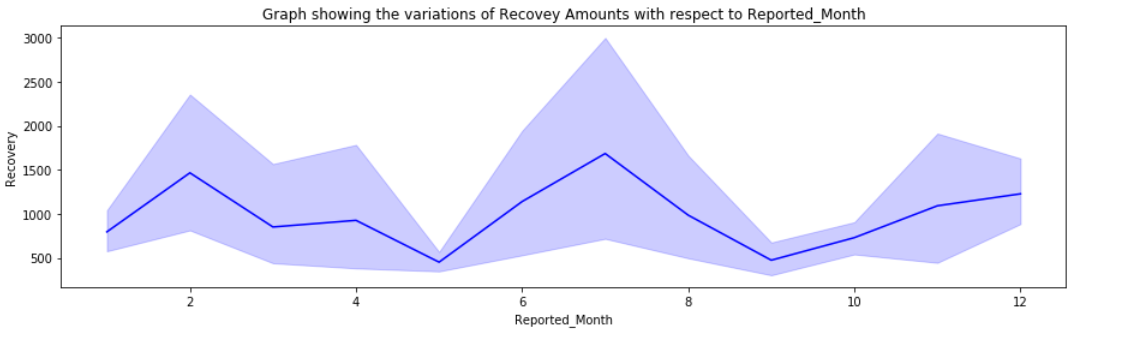 Graph showing the variations of Recovey Amounts with respect to Reported_Month
3000
2500
2000
1500
1000
500
Recovery
2 4 6 8 10 12
Reported_Month